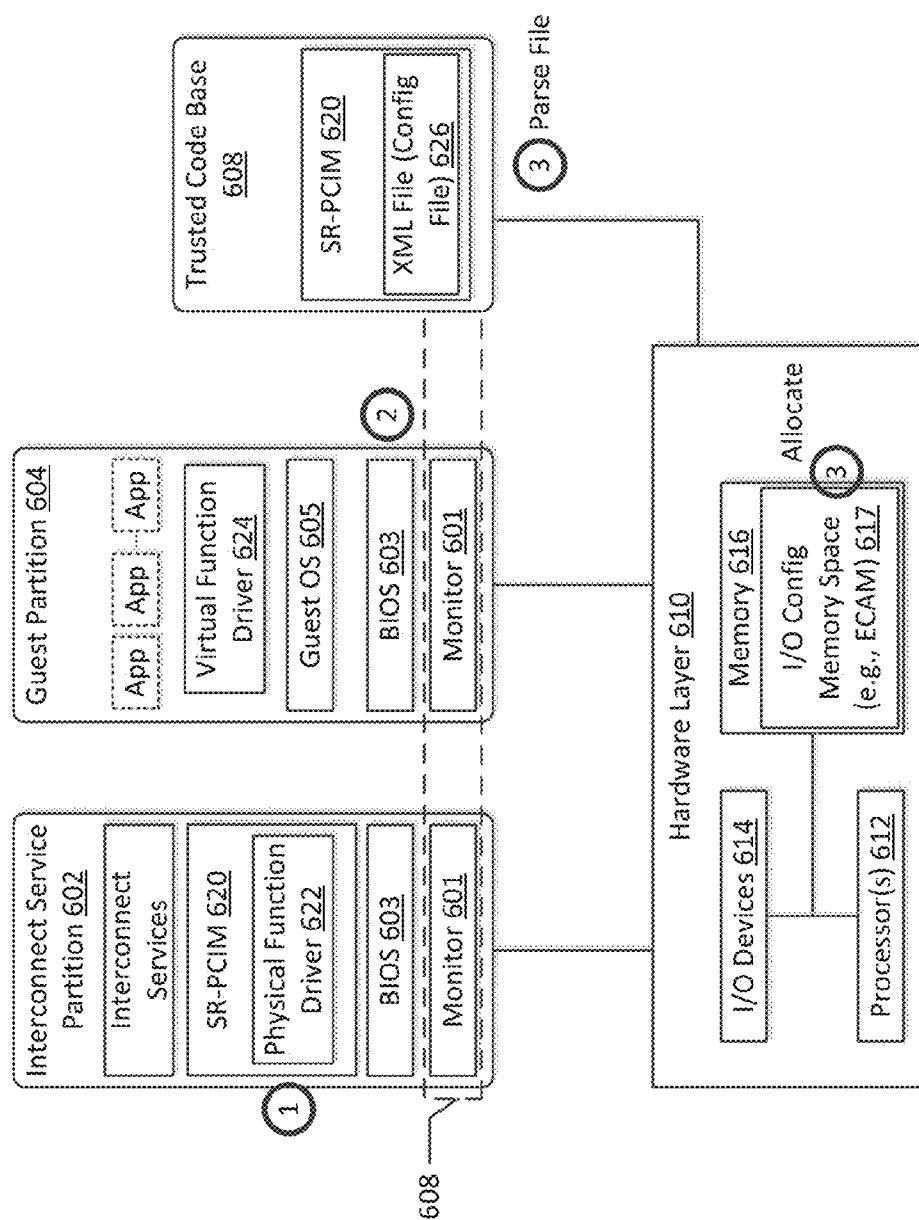 Interconnect Service
Partition 602
Interconnect
Services
SR-PCIM 620
Physical Function
Driver 622
BIOS 603
Monitor 601
1
608
Guest Partition 604
App
App
App
Virtual Function
Driver 624
Guest OS 605
BIOS 603
Monitor 601
2
Trusted Code Base
608
SR-PCIM 620
XML File (Config
File) 626
3 Parse File
Hardware Layer 610
I/O Devices 614
Processor(s) 612
Memory 616
I/O Config
Memory Space
(e.g., ECAM) 617
Allocate
3